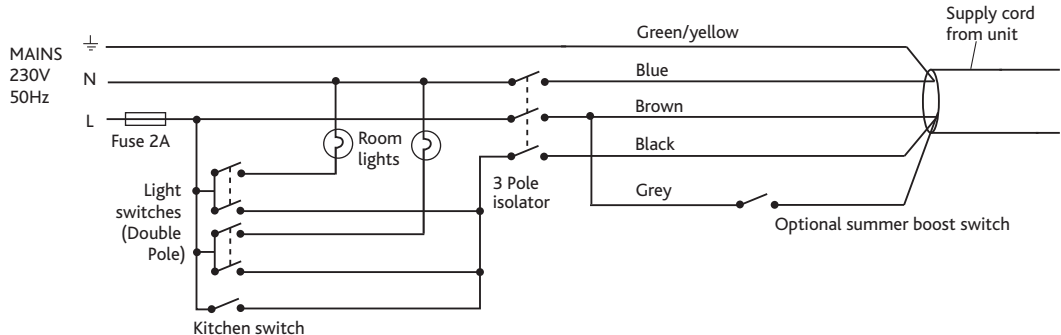 Supply cord
from unit
Green/yellow
MAINS
230V
50Hz
N
Blue
L
Brown
Fuse 2A
Room
lights
Black
3 Pole
isolator
Light
switches
(Double
Pole)
Grey
Optional summer boost switch
Kitchen switch